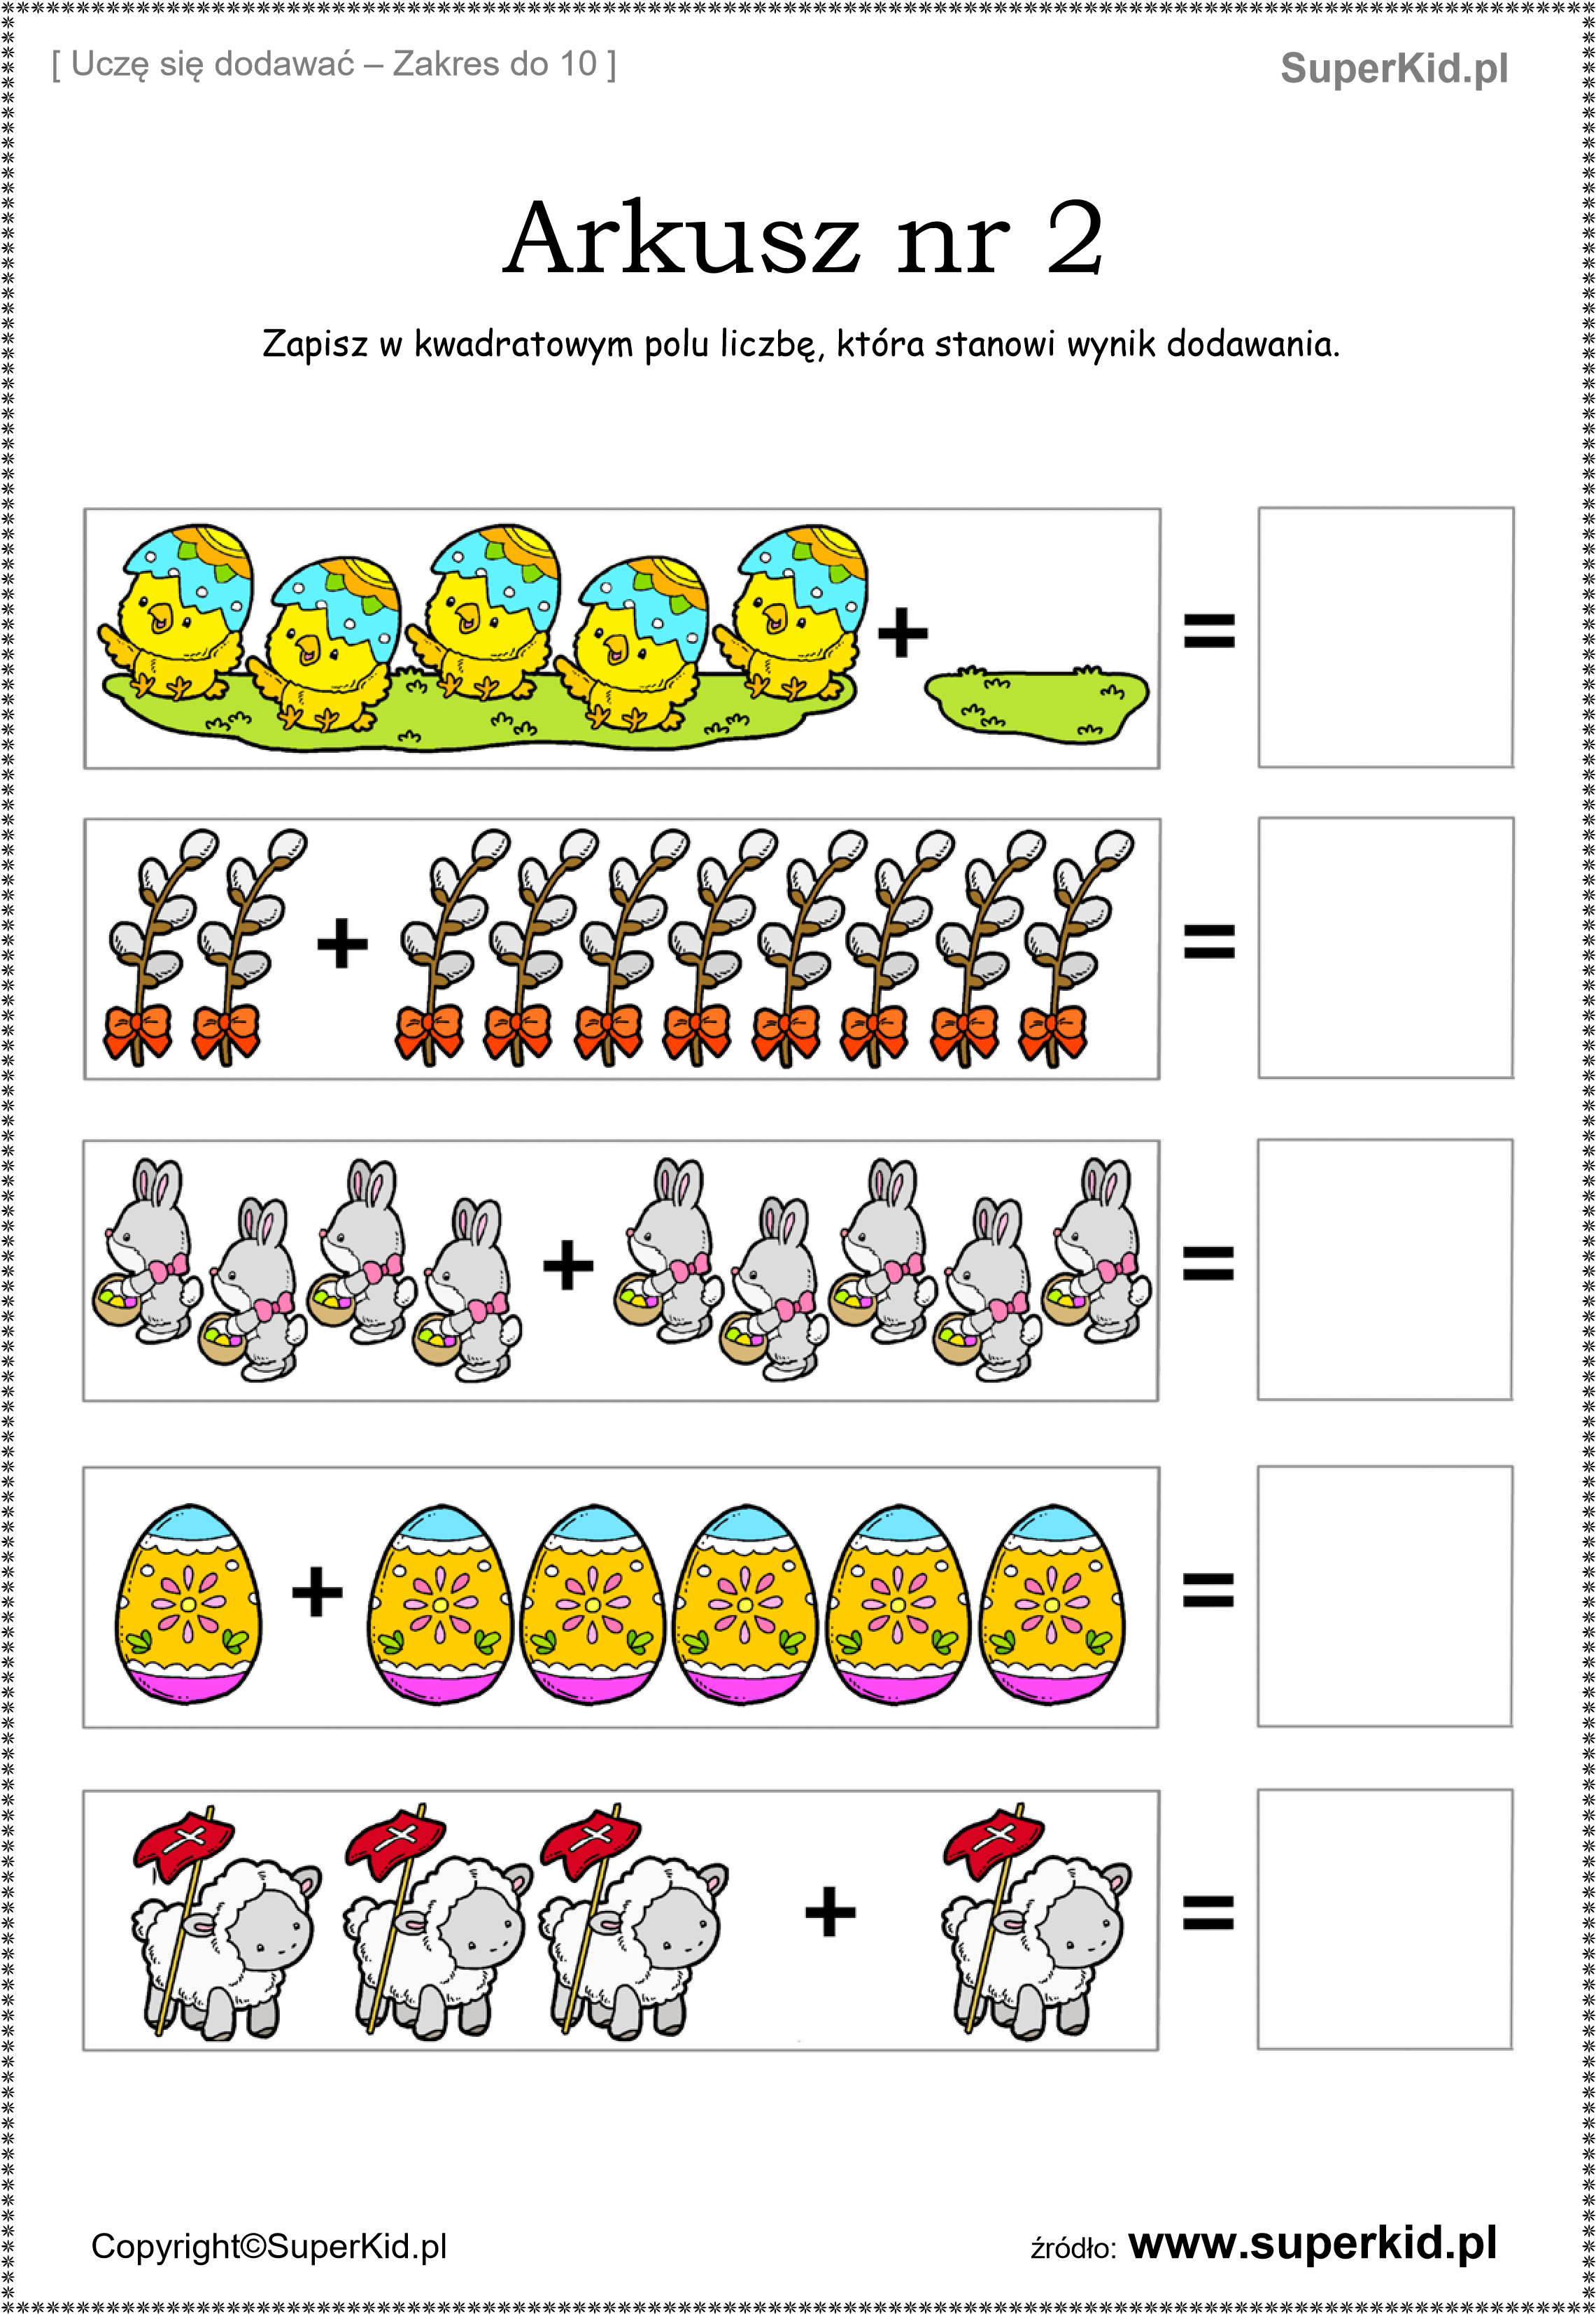 [ Uczę się dodawać – Zakres do 10 ]
SuperKid.pl
Arkusz nr 2
Zapisz w kwadratowym polu liczbę, która stanowi wynik dodawania.
+ =
+ =
+ =
+ =
+ =
Copyright©SuperKid.pl
źródło: www.superkid.pl